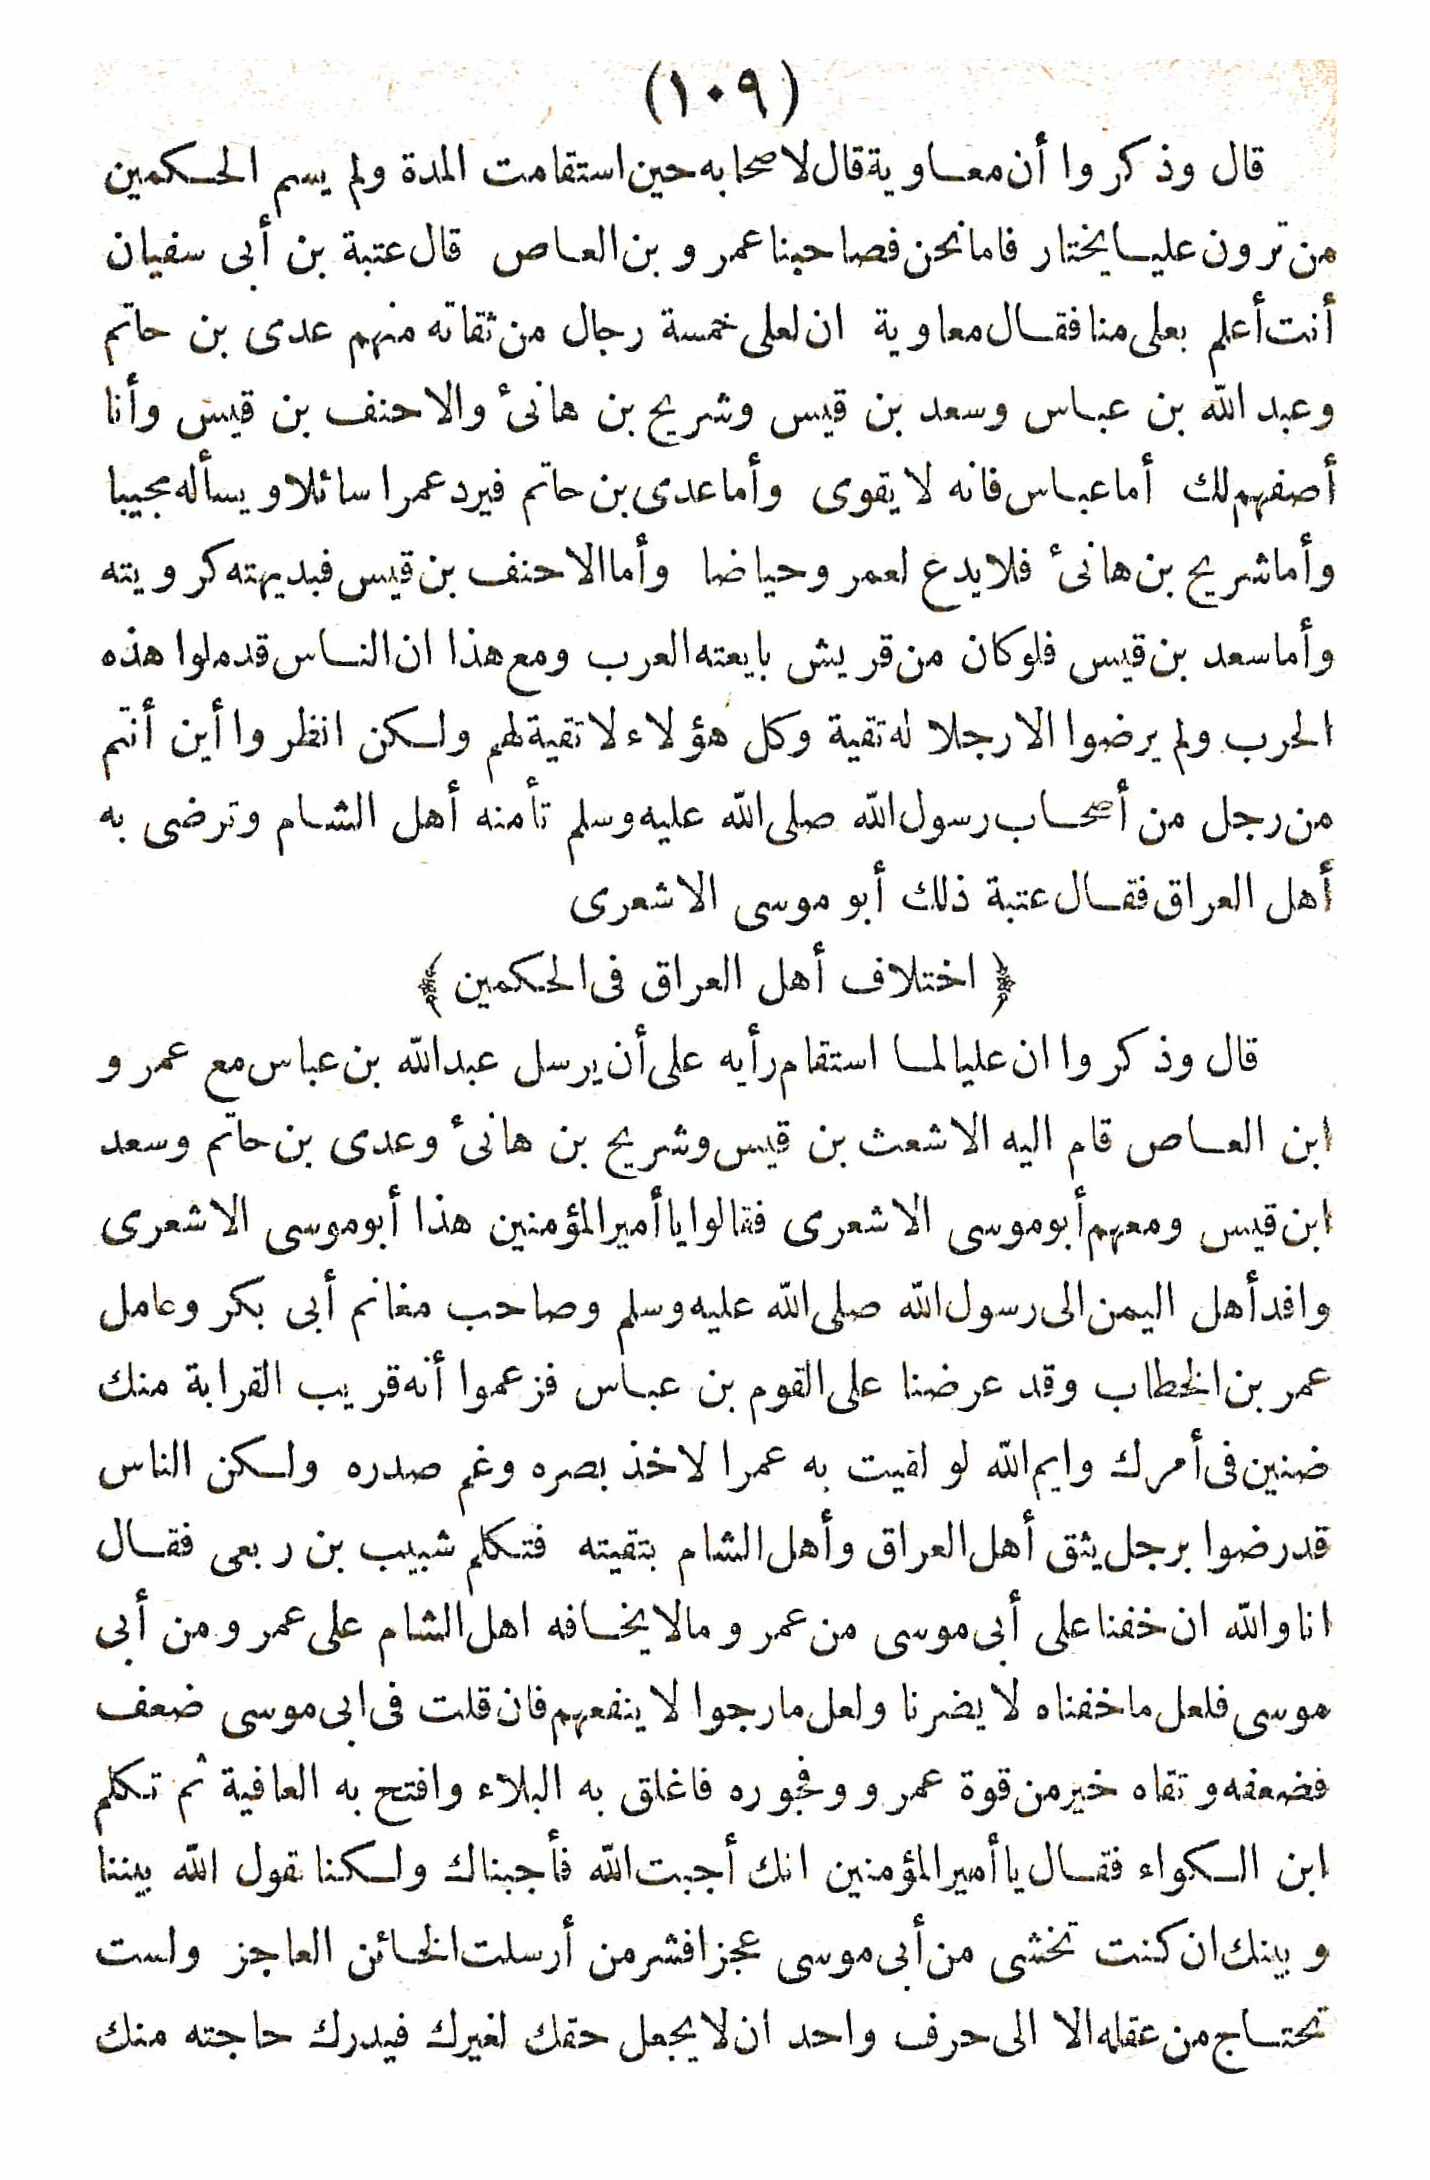 (١٠٩)
قال وذكروا أن معاوية قال لاصحابه حين استقامت المدة ولم يسم الحكمين
من ترون عليا يختار فاما نحن فصاحبنا عمرو بن العاص قال عتبة بن أبى سفيان
أنت أعلم بعلى منا فقال معاوية ان لعلى خمسة رجال من ثقاته منهم عدى بن حاتم
وعبد الله بن عباس وسعد بن قيس وشريح بن هانئ والاحنف بن قيس وأنا
أصفهم لك أما عباس فانه لا يقوى وأما عدى بن حاتم فيرد عمرا سائلا ويسأله مجيبا
وأما شريح بن هانئ فلا يدع لعمرو حياضا وأما الاحنف بن قيس فبديهته كرويته
وأما سعد بن قيس فلو كان من قريش بايعته العرب ومع هذا ان الناس قد ملوا هذه
الحرب ولم يرضوا الا رجلا له تقية وكل هؤلاء لا تقية لهم ولكن انظروا أين أنتم
من رجل من أصحاب رسول الله صلى الله عليه وسلم تأمنه أهل الشام وترضى به
أهل العراق فقال عتبة ذلك أبو موسى الاشعرى
﴿ اختلاف أهل العراق فى الحكمين ﴾
قال وذكروا ان عليا لما استقام رأيه على أن يرسل عبد الله بن عباس مع عمرو
ابن العاص قام اليه الاشعث بن قيس وشريح بن هانئ وعدى بن حاتم وسعد
ابن قيس ومعهم أبو موسى الاشعرى فقالوا يا أمير المؤمنين هذا أبو موسى الاشعرى
وافد أهل اليمن الى رسول الله صلى الله عليه وسلم وصاحب مغانم أبى بكر وعامل
عمر بن الخطاب وقد عرضنا على القوم بن عباس فزعموا أنه قريب القرابة منك
ضنين فى أمرك وايم الله لو لقيت به عمرا لاخذ بصره وغم صدره ولكن الناس
قد رضوا برجل يثق أهل العراق وأهل الشام بتقيته فتكلم شبيب بن ربعى فقال
انا والله ان خفنا على أبى موسى من عمرو مالا يخافه اهل الشام على عمرو من أبى
موسى فلعل ما خفناه لا يضرنا ولعل ما رجوا لا ينفعهم فان قلت فى ابى موسى ضعف
فضعفه وتقاه خير من قوة عمرو وفجوره فاغلق به البلاء وافتح به العافية ثم تكلم
ابن الكواء فقال يا أمير المؤمنين انك أجبت الله فأجبناك ولكنا نقول الله بيننا
وبينك ان كنت تخشى من أبى موسى عجزا فشر من أرسلت الخائن العاجز ولست
تحتاج من عقله الا الى حرف واحد ان لا يجعل حقك لغيرك فيدرك حاجته منك